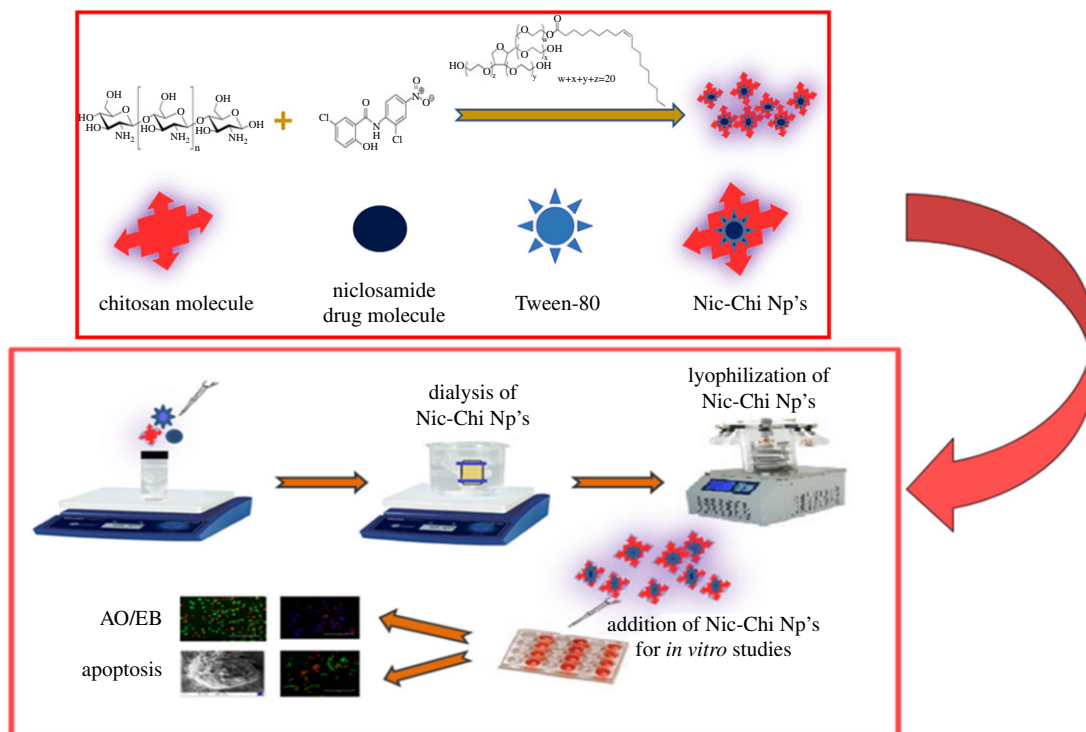 w+x+y+z=20
chitosan molecule
niclosamide
drug molecule
Tween-80
Nic-Chi Np's
dialysis of
Nic-Chi Np's
lyophilization of
Nic-Chi Np's
AO/EB
apoptosis
addition of Nic-Chi Np's
for in vitro studies